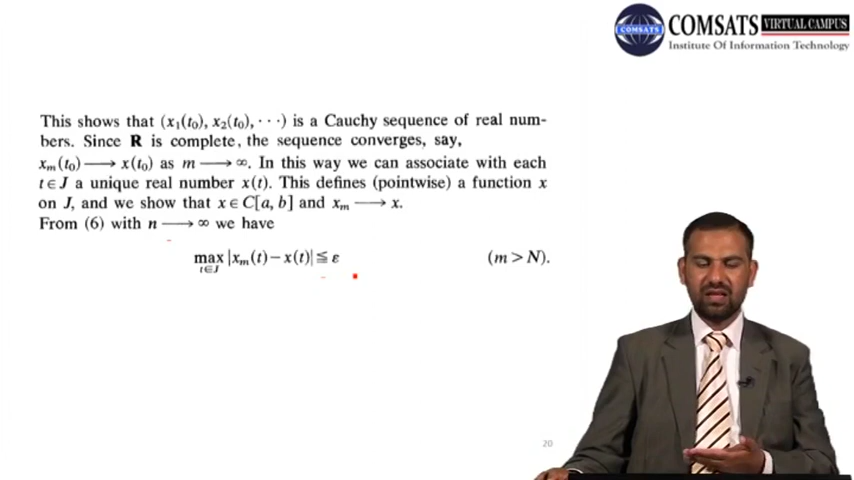 COMSATS VIRTUAL CAMPUS
Institute Of Information Technology
COMSATS
This shows that (x₁(t₀), x₂(t₀), · · ·) is a Cauchy sequence of real num-
bers. Since R is complete, the sequence converges, say,
xₘ(t₀) ⟶ x(t₀) as m ⟶ ∞. In this way we can associate with each
t ∈ J a unique real number x(t). This defines (pointwise) a function x
on J, and we show that x ∈ C[a, b] and xₘ ⟶ x.
From (6) with n ⟶ ∞ we have
max |xₘ(t) − x(t)| ≦ ε (m > N).
t∈J
20